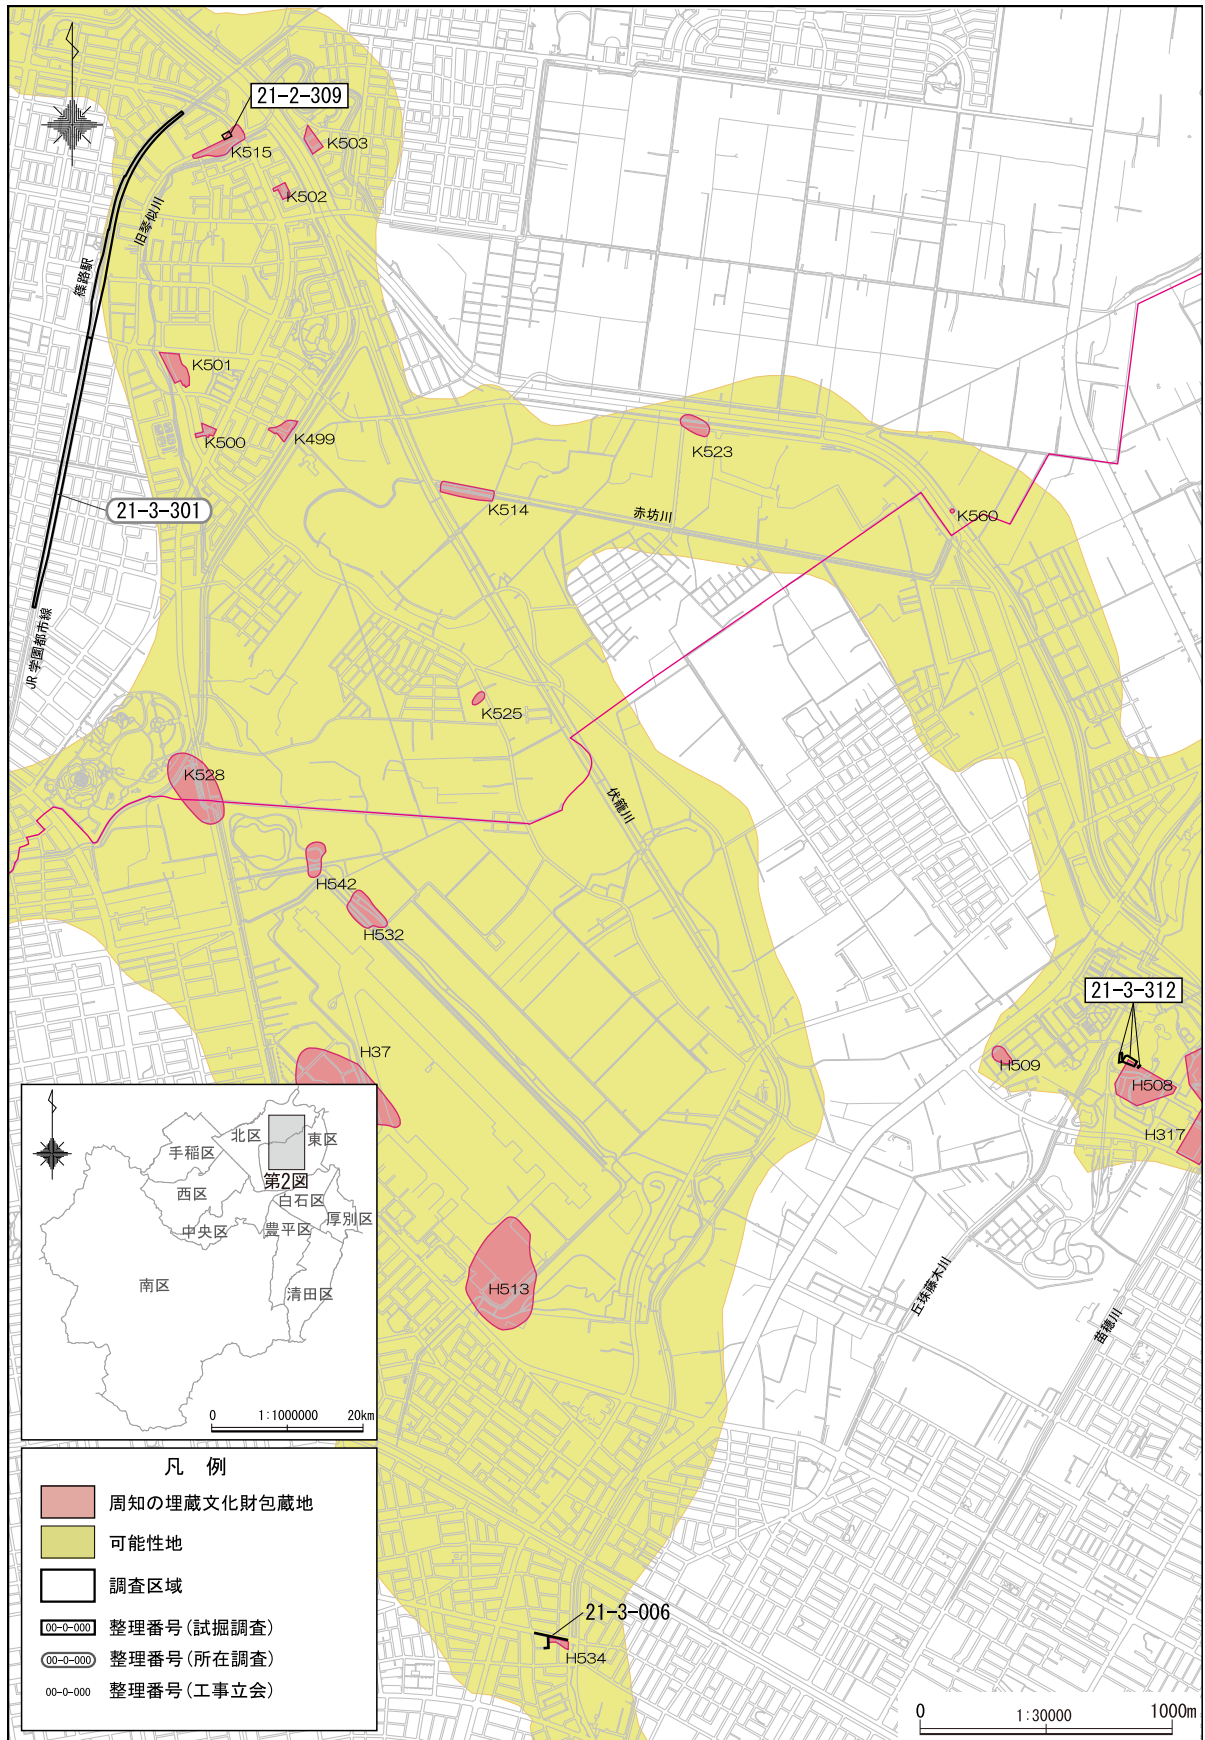 21-2-309
K515
K503
K502
旧琴似川
篠路駅
K501
K500
K499
K523
21-3-301
K514
赤坊川
K560
JR 学園都市線
K525
K528
伏籠川
H542
H532
21-3-312
H37
H509
H508
H317
北区
東区
手稲区
第2図
西区
白石区
中央区
豊平区
厚別区
南区
清田区
0 1:1000000 20km
H513
丘珠藤木川
苗穂川
凡 例
周知の埋蔵文化財包蔵地
可能性地
調査区域
00-0-000 整理番号(試掘調査)
00-0-000 整理番号(所在調査)
00-0-000 整理番号(工事立会)
21-3-006
H534
0 1:30000 1000m